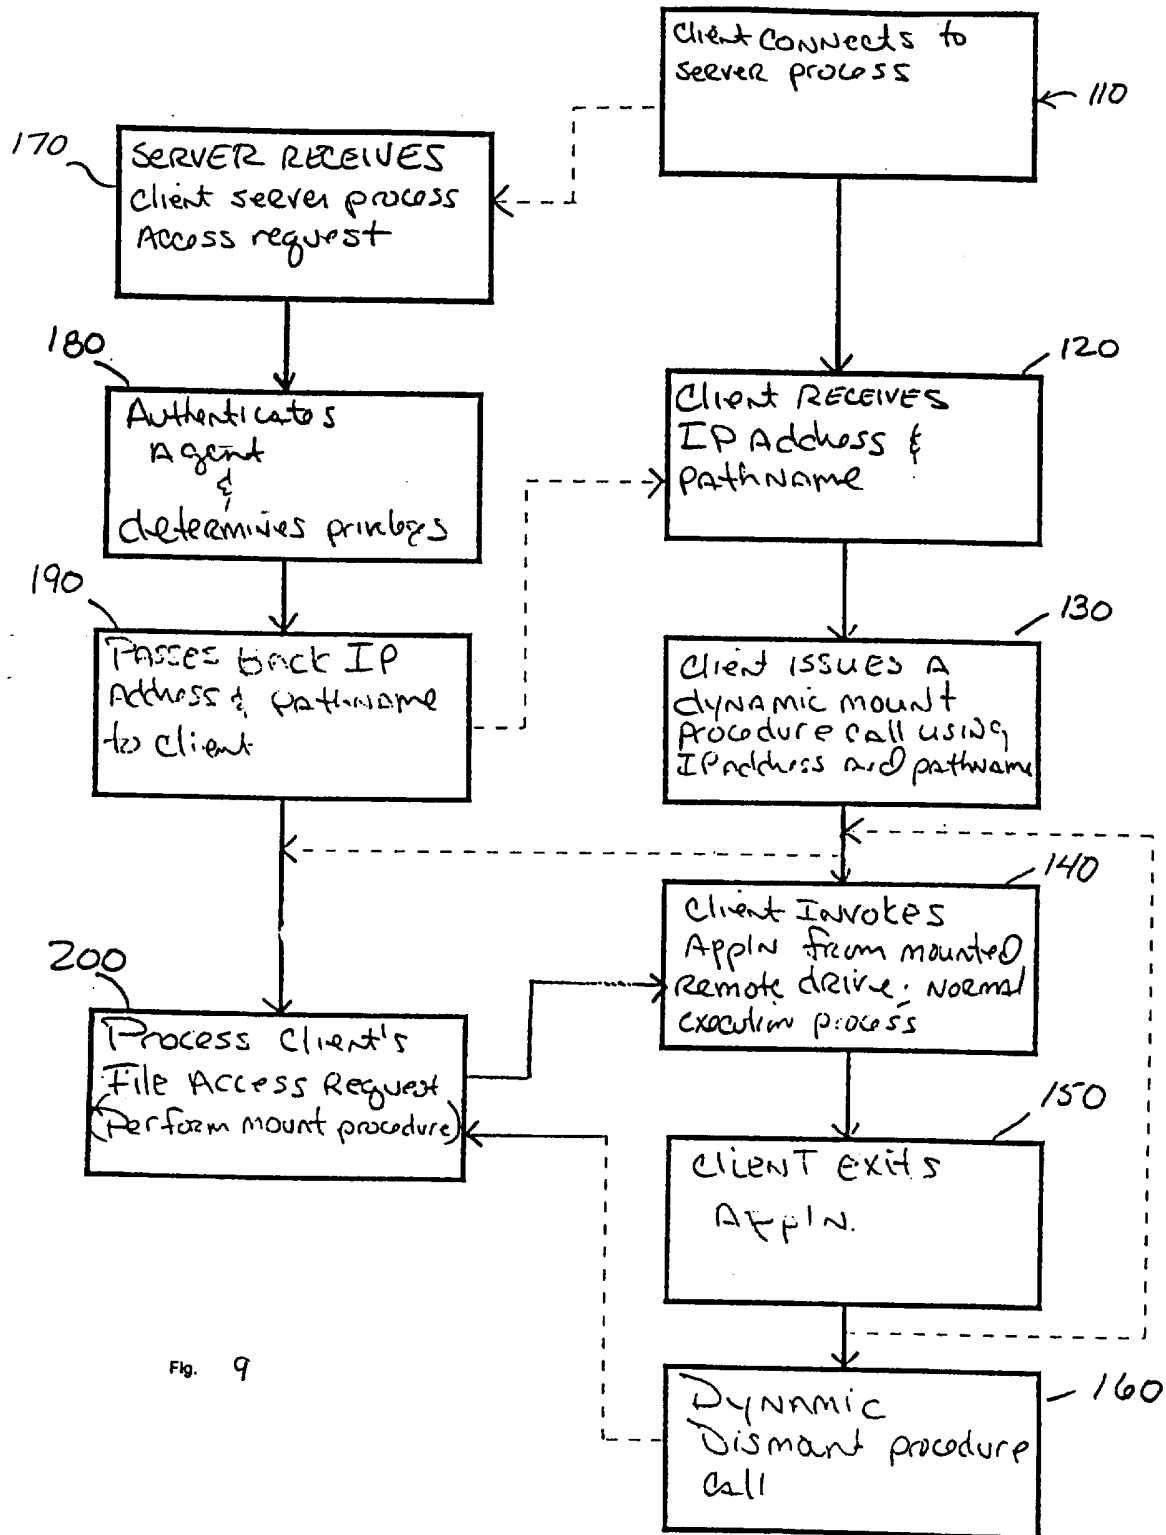 Client CONNects to
server process
110
170
SERVER RECEIVES
Client server process
Access request
180
Authenticates
Agent
&
determines priveleges
120
Client RECEIVES
IP Address &
PathName
190
Passes back IP
Address & pathname
to client
130
Client ISSUES A
dynamic mount
Procedure call using
IP address and pathname
140
Client Invokes
Appln from mounted
Remote drive; Normal
execution process
200
Process Client's
File Access Request
(Perform mount procedure)
150
CLIENT EXITS
Appln.
160
Dynamic
Dismant procedure
call
Fig. 9